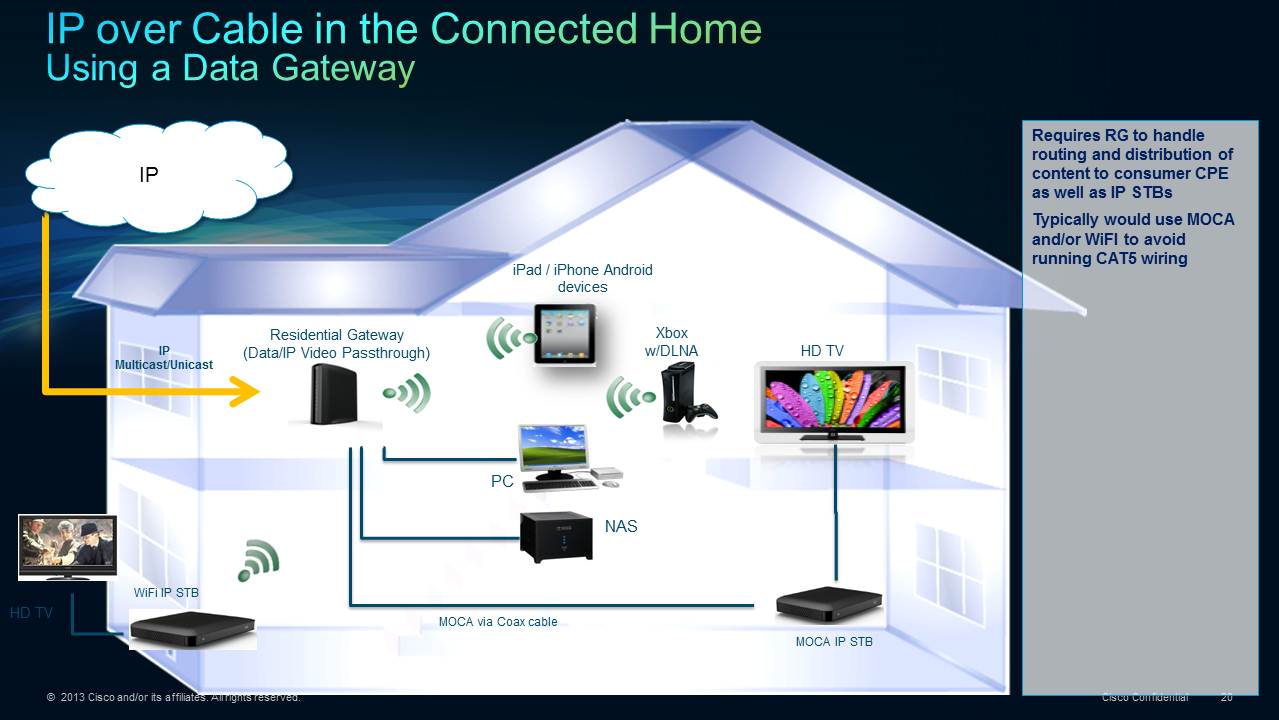 IP over Cable in the Connected Home
Using a Data Gateway
IP
Requires RG to handle
routing and distribution of
content to consumer CPE
as well as IP STBs
Typically would use MOCA
and/or WiFI to avoid
running CAT5 wiring
iPad / iPhone Android
devices
Residential Gateway
(Data/IP Video Passthrough)
Xbox
w/DLNA
HD TV
IP
Multicast/Unicast
PC
NAS
WiFi IP STB
HD TV
MOCA via Coax cable
MOCA IP STB
© 2013 Cisco and/or its affiliates. All rights reserved.
Cisco Confidential
20